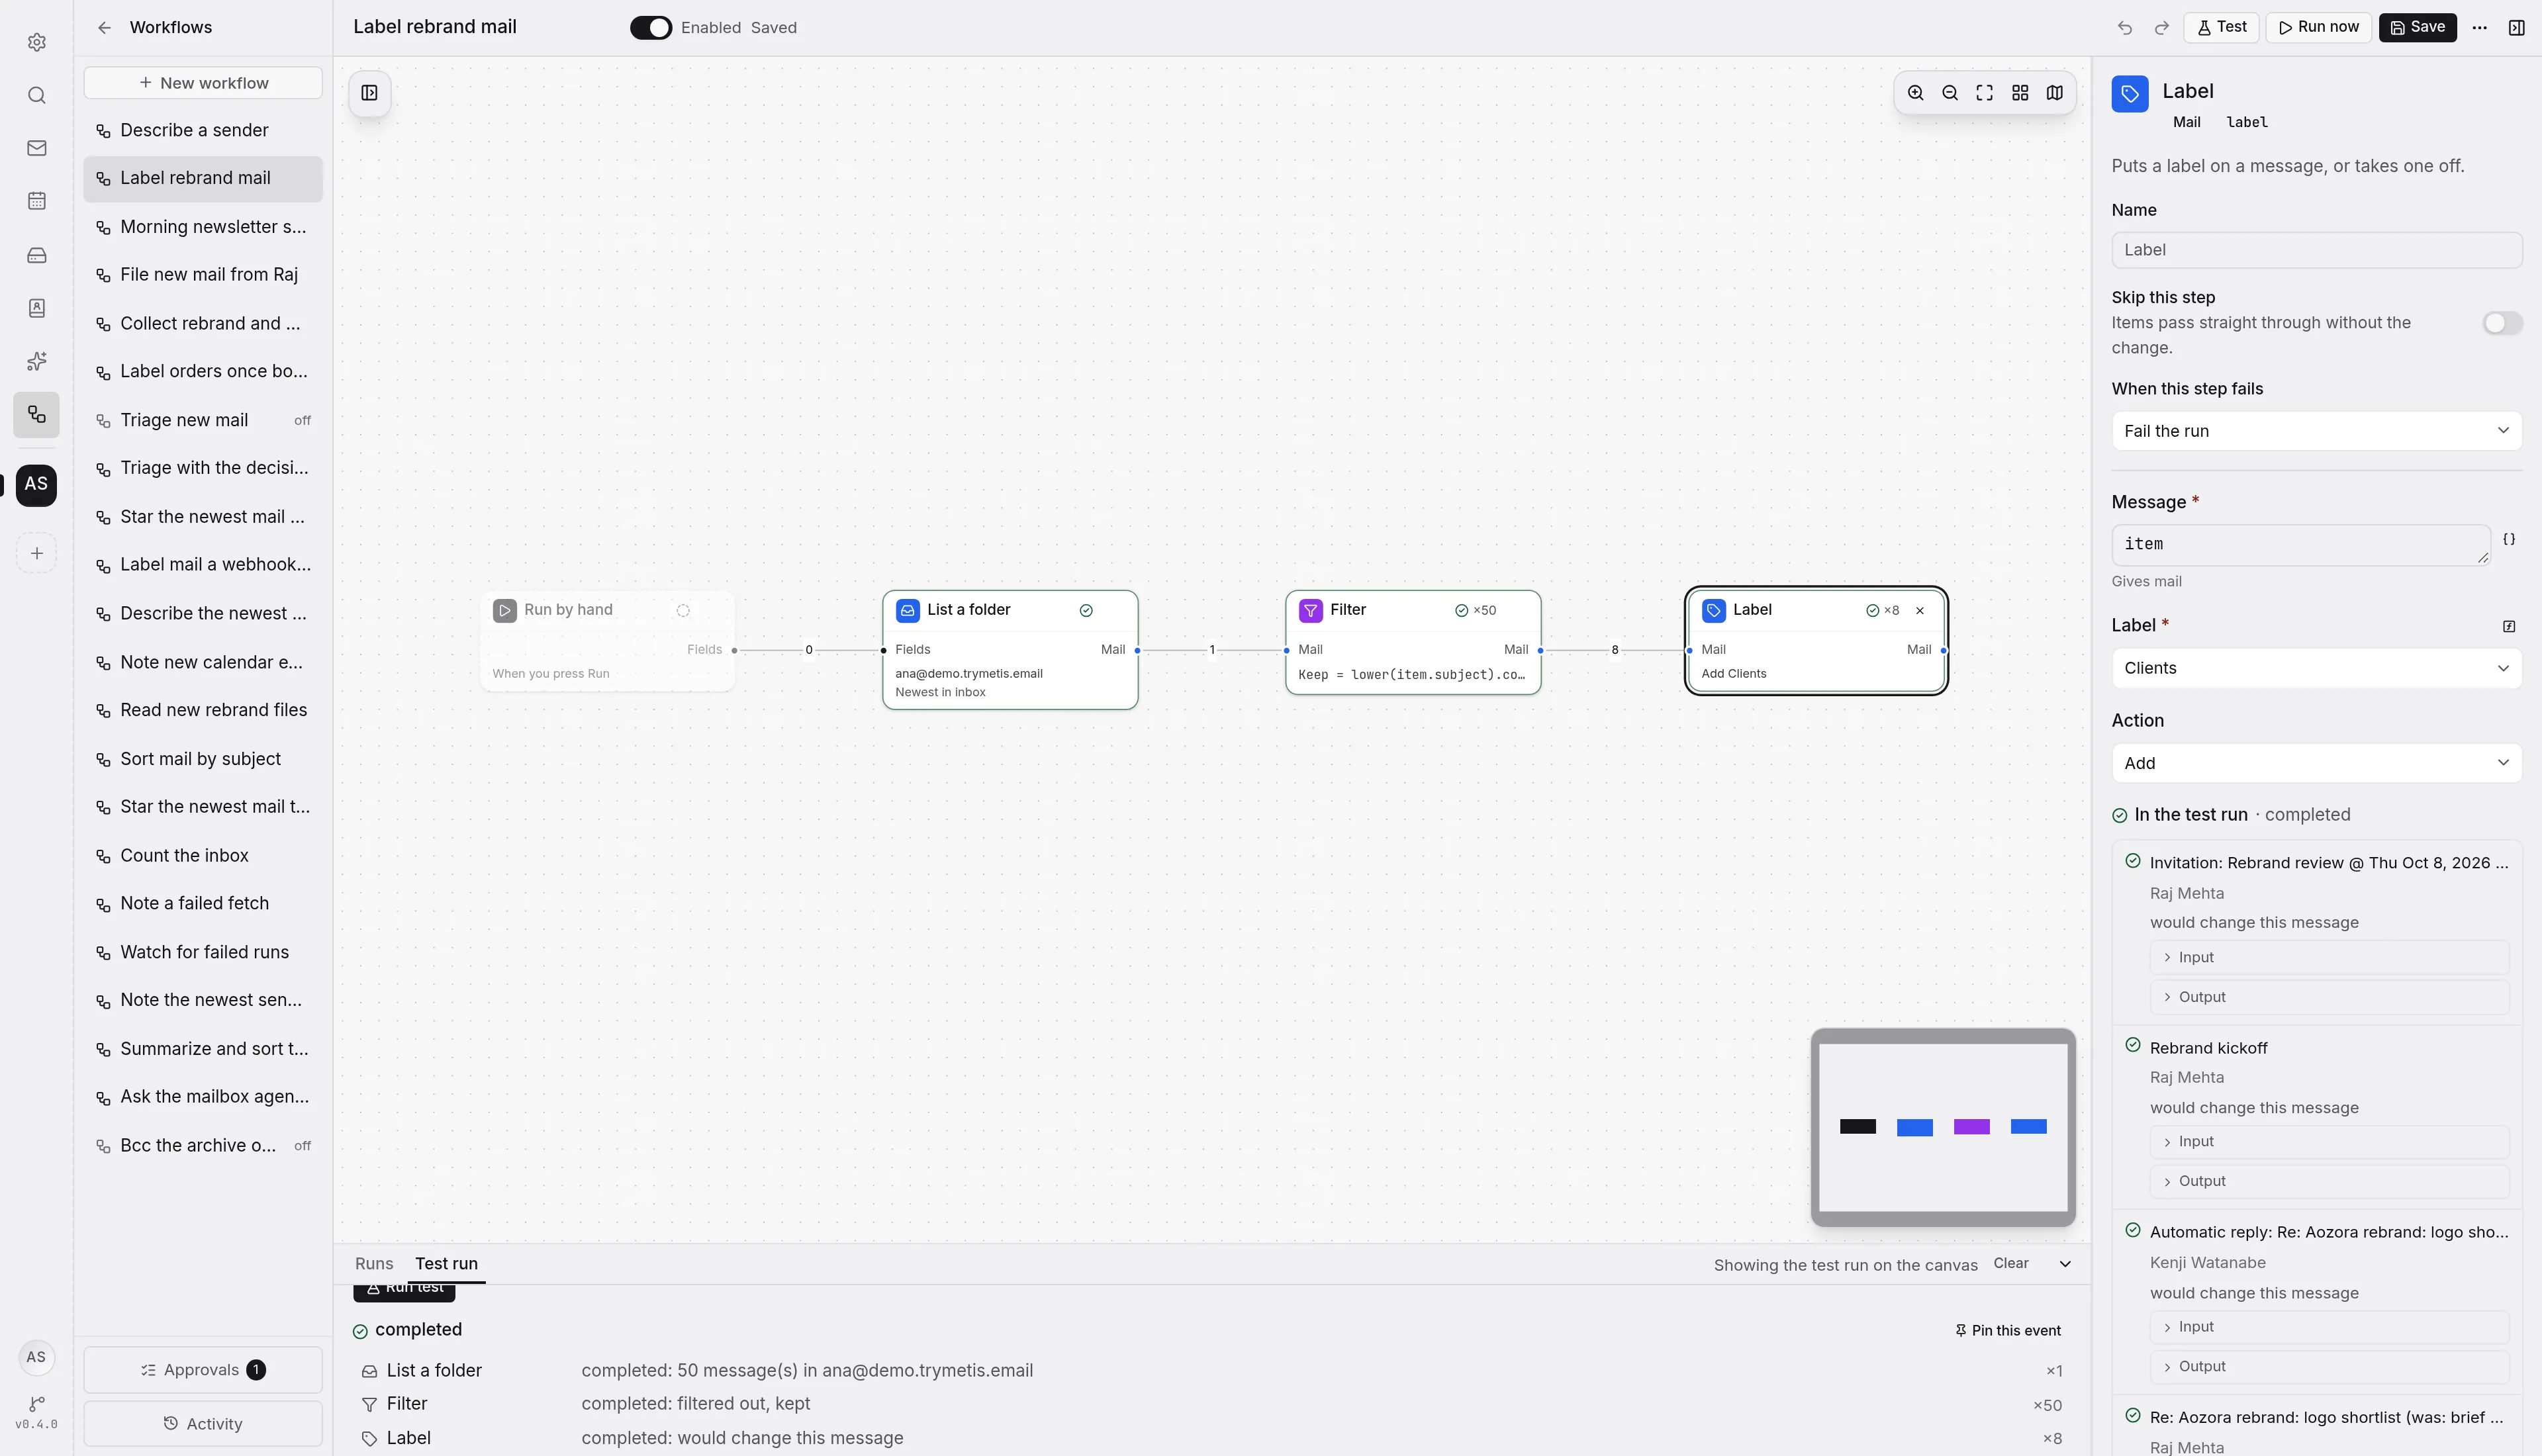 Workflows
New workflow
Describe a sender
Label rebrand mail
Morning newsletter s...
File new mail from Raj
Collect rebrand and ...
Label orders once bo...
Triage new mail off
Triage with the decisi...
Star the newest mail ...
Label mail a webhook...
Describe the newest ...
Note new calendar e...
Read new rebrand files
Sort mail by subject
Star the newest mail t...
Count the inbox
Note a failed fetch
Watch for failed runs
Note the newest sen...
Summarize and sort t...
Ask the mailbox agen...
Bcc the archive o... off
Approvals 1
Activity
AS
AS
v0.4.0
Label rebrand mail
Enabled Saved
Test
Run now
Save
Run by hand
Fields
When you press Run
0
List a folder
Fields Mail
ana@demo.trymetis.email
Newest in inbox
1
Filter ×50
Mail Mail
Keep = lower(item.subject).co…
8
Label ×8
Mail Mail
Add Clients
Runs Test run
Showing the test run on the canvas Clear
Run test
completed
Pin this event
List a folder completed: 50 message(s) in ana@demo.trymetis.email ×1
Filter completed: filtered out, kept ×50
Label completed: would change this message ×8
Label
Mail label
Puts a label on a message, or takes one off.
Name
Label
Skip this step
Items pass straight through without the
change.
When this step fails
Fail the run
Message *
item
{}
Gives mail
Label *
Clients
Action
Add
In the test run · completed
Invitation: Rebrand review @ Thu Oct 8, 2026 ...
Raj Mehta
would change this message
Input
Output
Rebrand kickoff
Raj Mehta
would change this message
Input
Output
Automatic reply: Re: Aozora rebrand: logo sho...
Kenji Watanabe
would change this message
Input
Output
Re: Aozora rebrand: logo shortlist (was: brief ...
Raj Mehta